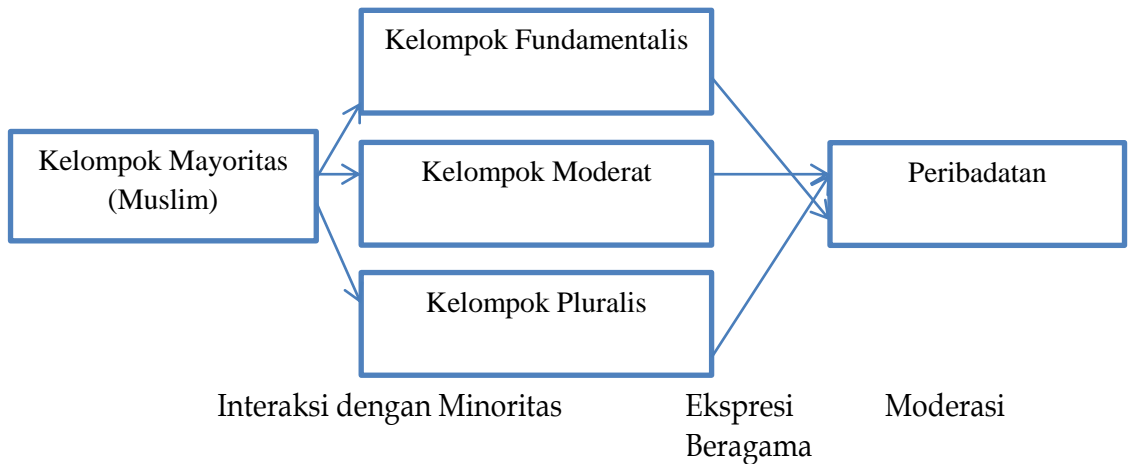 Kelompok Fundamentalis
Kelompok Mayoritas
(Muslim)
Kelompok Moderat
Peribadatan
Kelompok Pluralis
Interaksi dengan Minoritas
Ekspresi
Beragama
Moderasi